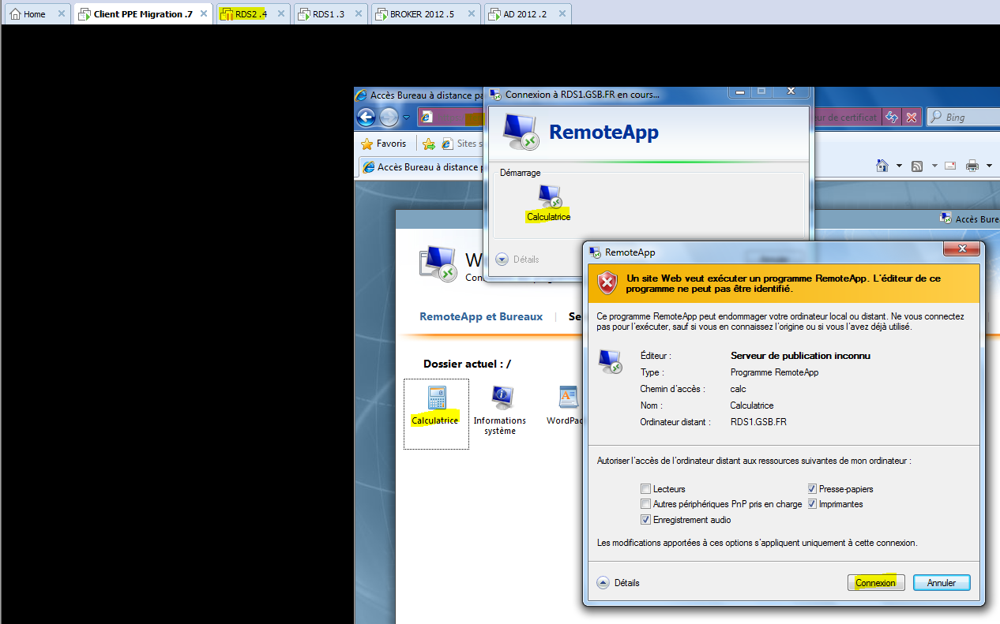 Home
Client PPE Migration .7
RDS2 .4
RDS1 .3
BROKER 2012 .5
AD 2012 .2
Accès Bureau à distance pa
Connexion à RDS1.GSB.FR en cours...
eur de certificat
Bing
RemoteApp
Favoris
Sites s
Accès Bureau à distance p
Démarrage
Calculatrice
Accès Bure
Détails
W
Con
RemoteApp
Un site Web veut exécuter un programme RemoteApp. L'éditeur de ce
programme ne peut pas être identifié.
Ce programme RemoteApp peut endommager votre ordinateur local ou distant. Ne vous connectez
pas pour l'exécuter, sauf si vous en connaissez l'origine ou si vous l'avez déjà utilisé.
Éditeur : Serveur de publication inconnu
Type : Programme RemoteApp
Chemin d'accès : calc
Nom : Calculatrice
Ordinateur distant : RDS1.GSB.FR
Autoriser l'accès de l'ordinateur distant aux ressources suivantes de mon ordinateur :
Lecteurs
Presse-papiers
Autres périphériques PnP pris en charge
Imprimantes
Enregistrement audio
Les modifications apportées à ces options s'appliquent uniquement à cette connexion.
Détails
Connexion
Annuler
RemoteApp et Bureaux
Se
Dossier actuel : /
Calculatrice
Informations
système
WordPad